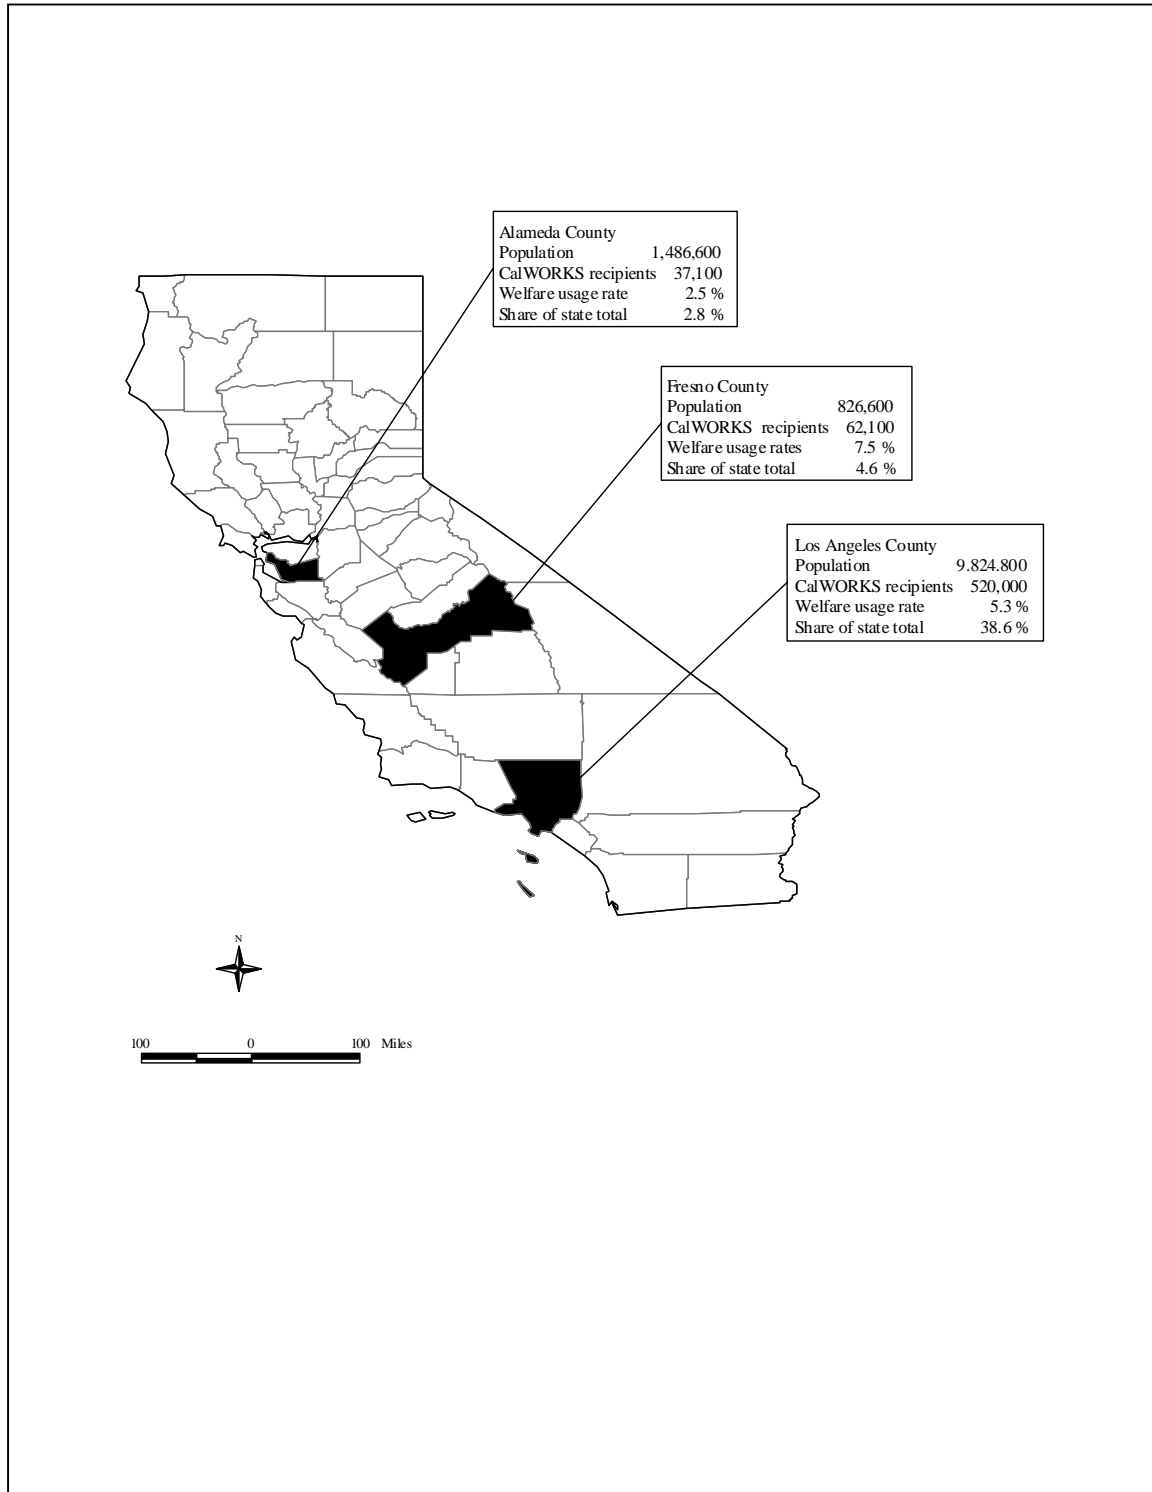 Alameda County
Population 1,486,600
CalWORKS recipients 37,100
Welfare usage rate 2.5 %
Share of state total 2.8 %
Fresno County
Population 826,600
CalWORKS recipients 62,100
Welfare usage rates 7.5 %
Share of state total 4.6 %
Los Angeles County
Population 9.824.800
CalWORKS recipients 520,000
Welfare usage rate 5.3 %
Share of state total 38.6 %
N
100 0 100 Miles